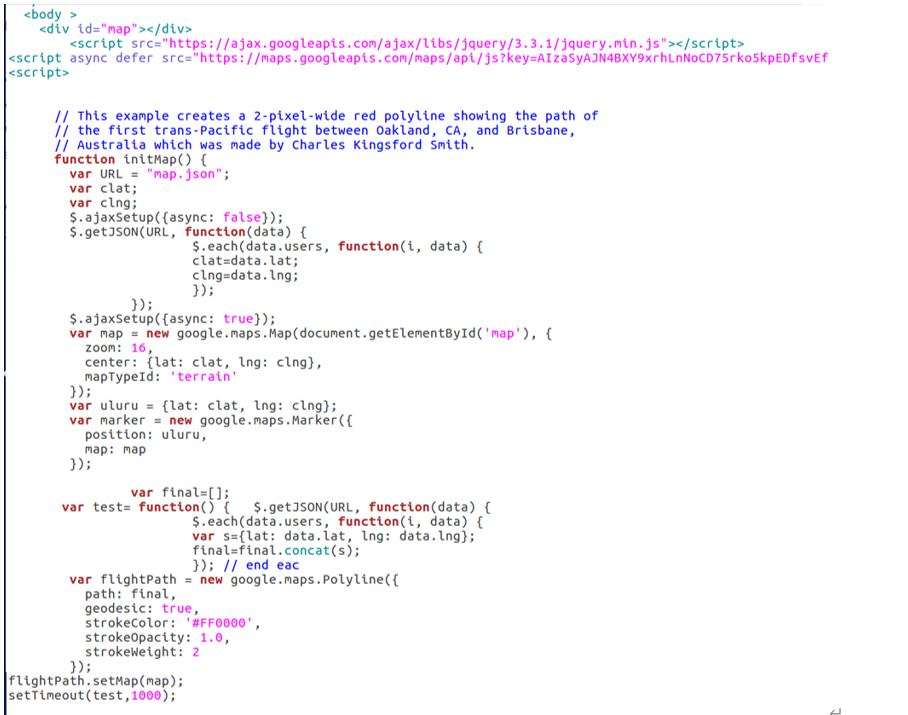 <body >
<div id="map"></div>
<script src="https://ajax.googleapis.com/ajax/libs/jquery/3.3.1/jquery.min.js"></script>
<script async defer src="https://maps.googleapis.com/maps/api/js?key=AIzaSyAJN4BXY9xrhLnNoCD75rko5kpEDfsvEf
<script>
// This example creates a 2-pixel-wide red polyline showing the path of
// the first trans-Pacific flight between Oakland, CA, and Brisbane,
// Australia which was made by Charles Kingsford Smith.
function initMap() {
var URL = "map.json";
var clat;
var clng;
$.ajaxSetup({async: false});
$.getJSON(URL, function(data) {
$.each(data.users, function(i, data) {
clat=data.lat;
clng=data.lng;
});
});
$.ajaxSetup({async: true});
var map = new google.maps.Map(document.getElementById('map'), {
zoom: 16,
center: {lat: clat, lng: clng},
mapTypeId: 'terrain'
});
var uluru = {lat: clat, lng: clng};
var marker = new google.maps.Marker({
position: uluru,
map: map
});
var final=[];
var test= function() {   $.getJSON(URL, function(data) {
$.each(data.users, function(i, data) {
var s={lat: data.lat, lng: data.lng};
final=final.concat(s);
}); // end eac
var flightPath = new google.maps.Polyline({
path: final,
geodesic: true,
strokeColor: '#FF0000',
strokeOpacity: 1.0,
strokeWeight: 2
});
flightPath.setMap(map);
setTimeout(test,1000);